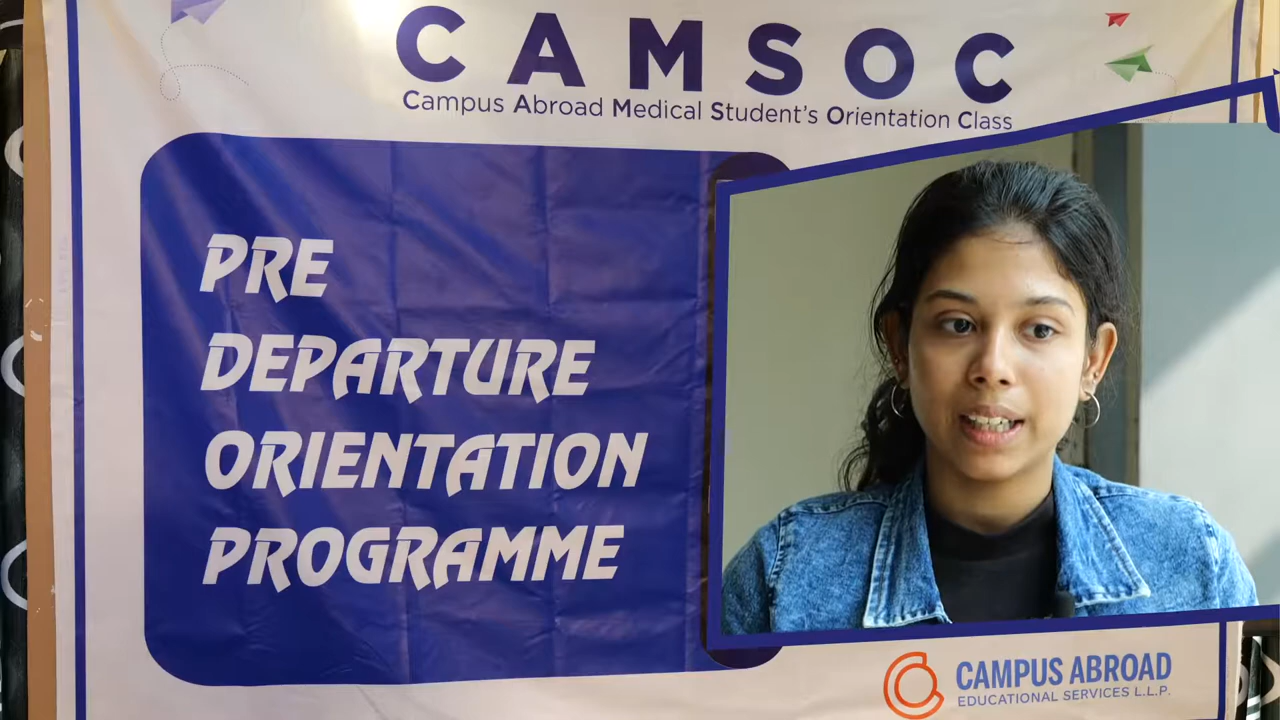 CAMSOC
Campus Abroad Medical Student's Orientation Class
PRE
DEPARTURE
ORIENTATION
PROGRAMME
CAMPUS ABROAD
EDUCATIONAL SERVICES L.L.P.